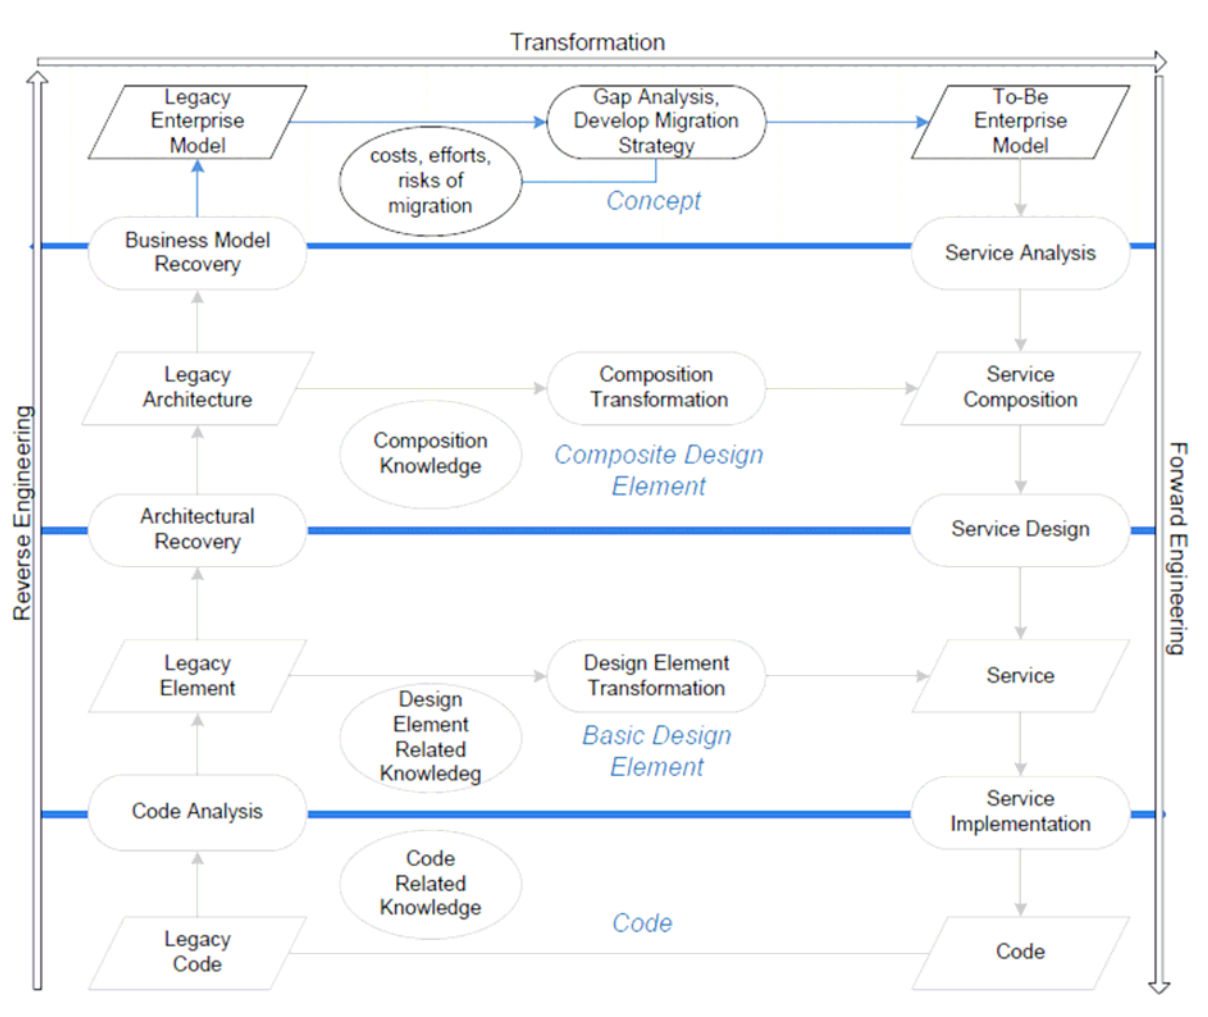 Transformation
Legacy
Enterprise
Model
Gap Analysis,
Develop Migration
Strategy
To-Be
Enterprise
Model
costs, efforts,
risks of
migration
Concept
Business Model
Recovery
Service Analysis
Legacy
Architecture
Composition
Transformation
Service
Composition
Composition
Knowledge
Composite Design
Element
Reverse Engineering
Forward Engineering
Architectural
Recovery
Service Design
Legacy
Element
Design Element
Transformation
Service
Design
Element
Related
Knowledeg
Basic Design
Element
Code Analysis
Service
Implementation
Code
Related
Knowledge
Code
Legacy
Code
Code